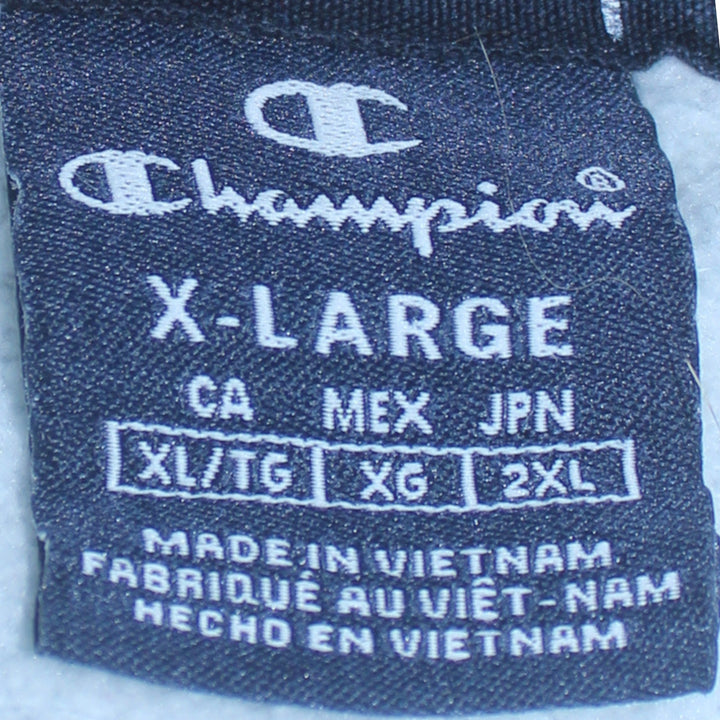 Champion®
X-LARGE
CA MEX JPN
XL/TG XG 2XL
MADE IN VIETNAM
FABRIQUÉ AU VIÊT-NAM
HECHO EN VIETNAM